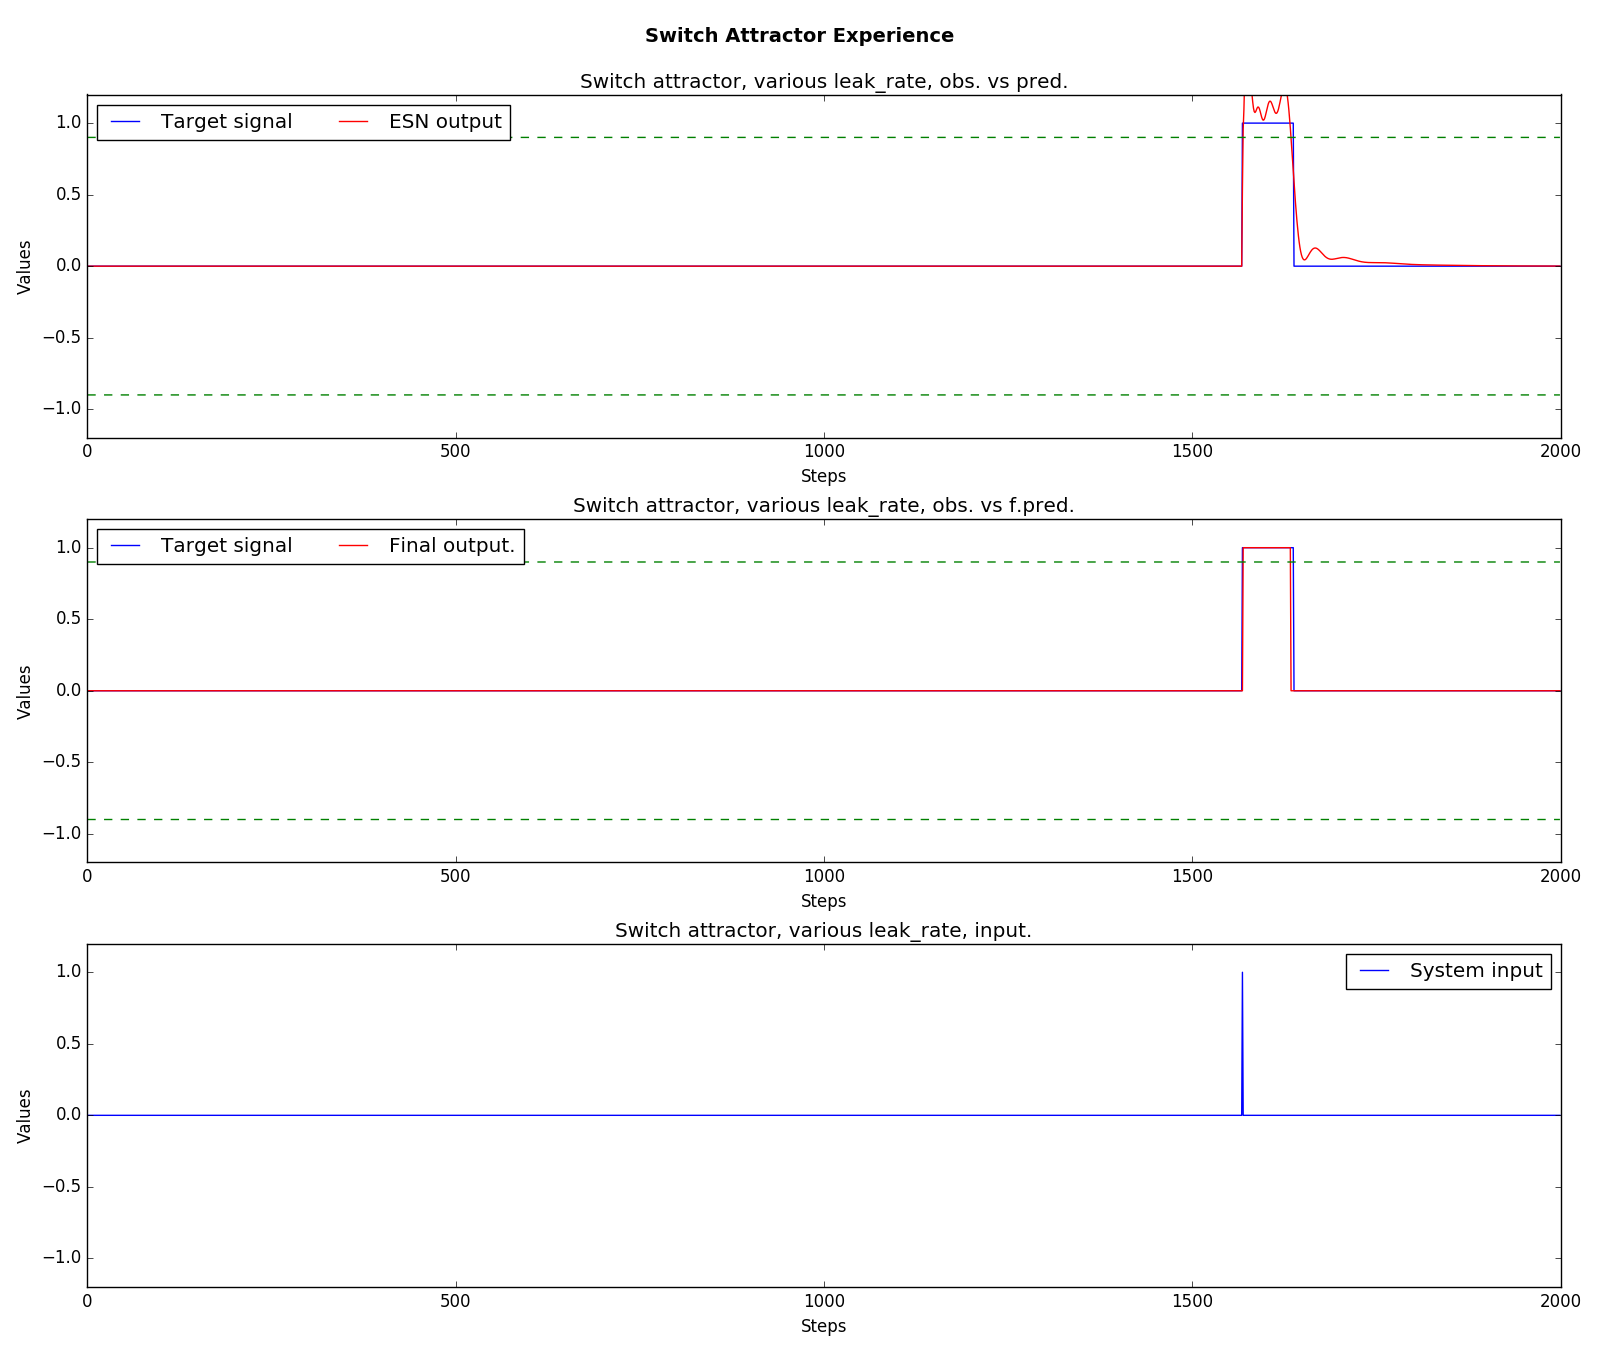 Switch Attractor Experience
Switch attractor, various leak_rate, obs. vs pred.
Target signal ESN output
1.0
0.5
0.0
−0.5
−1.0
Values
0 500 1000 1500 2000
Steps
Switch attractor, various leak_rate, obs. vs f.pred.
Target signal Final output.
1.0
0.5
0.0
−0.5
−1.0
Values
0 500 1000 1500 2000
Steps
Switch attractor, various leak_rate, input.
System input
1.0
0.5
0.0
−0.5
−1.0
Values
0 500 1000 1500 2000
Steps